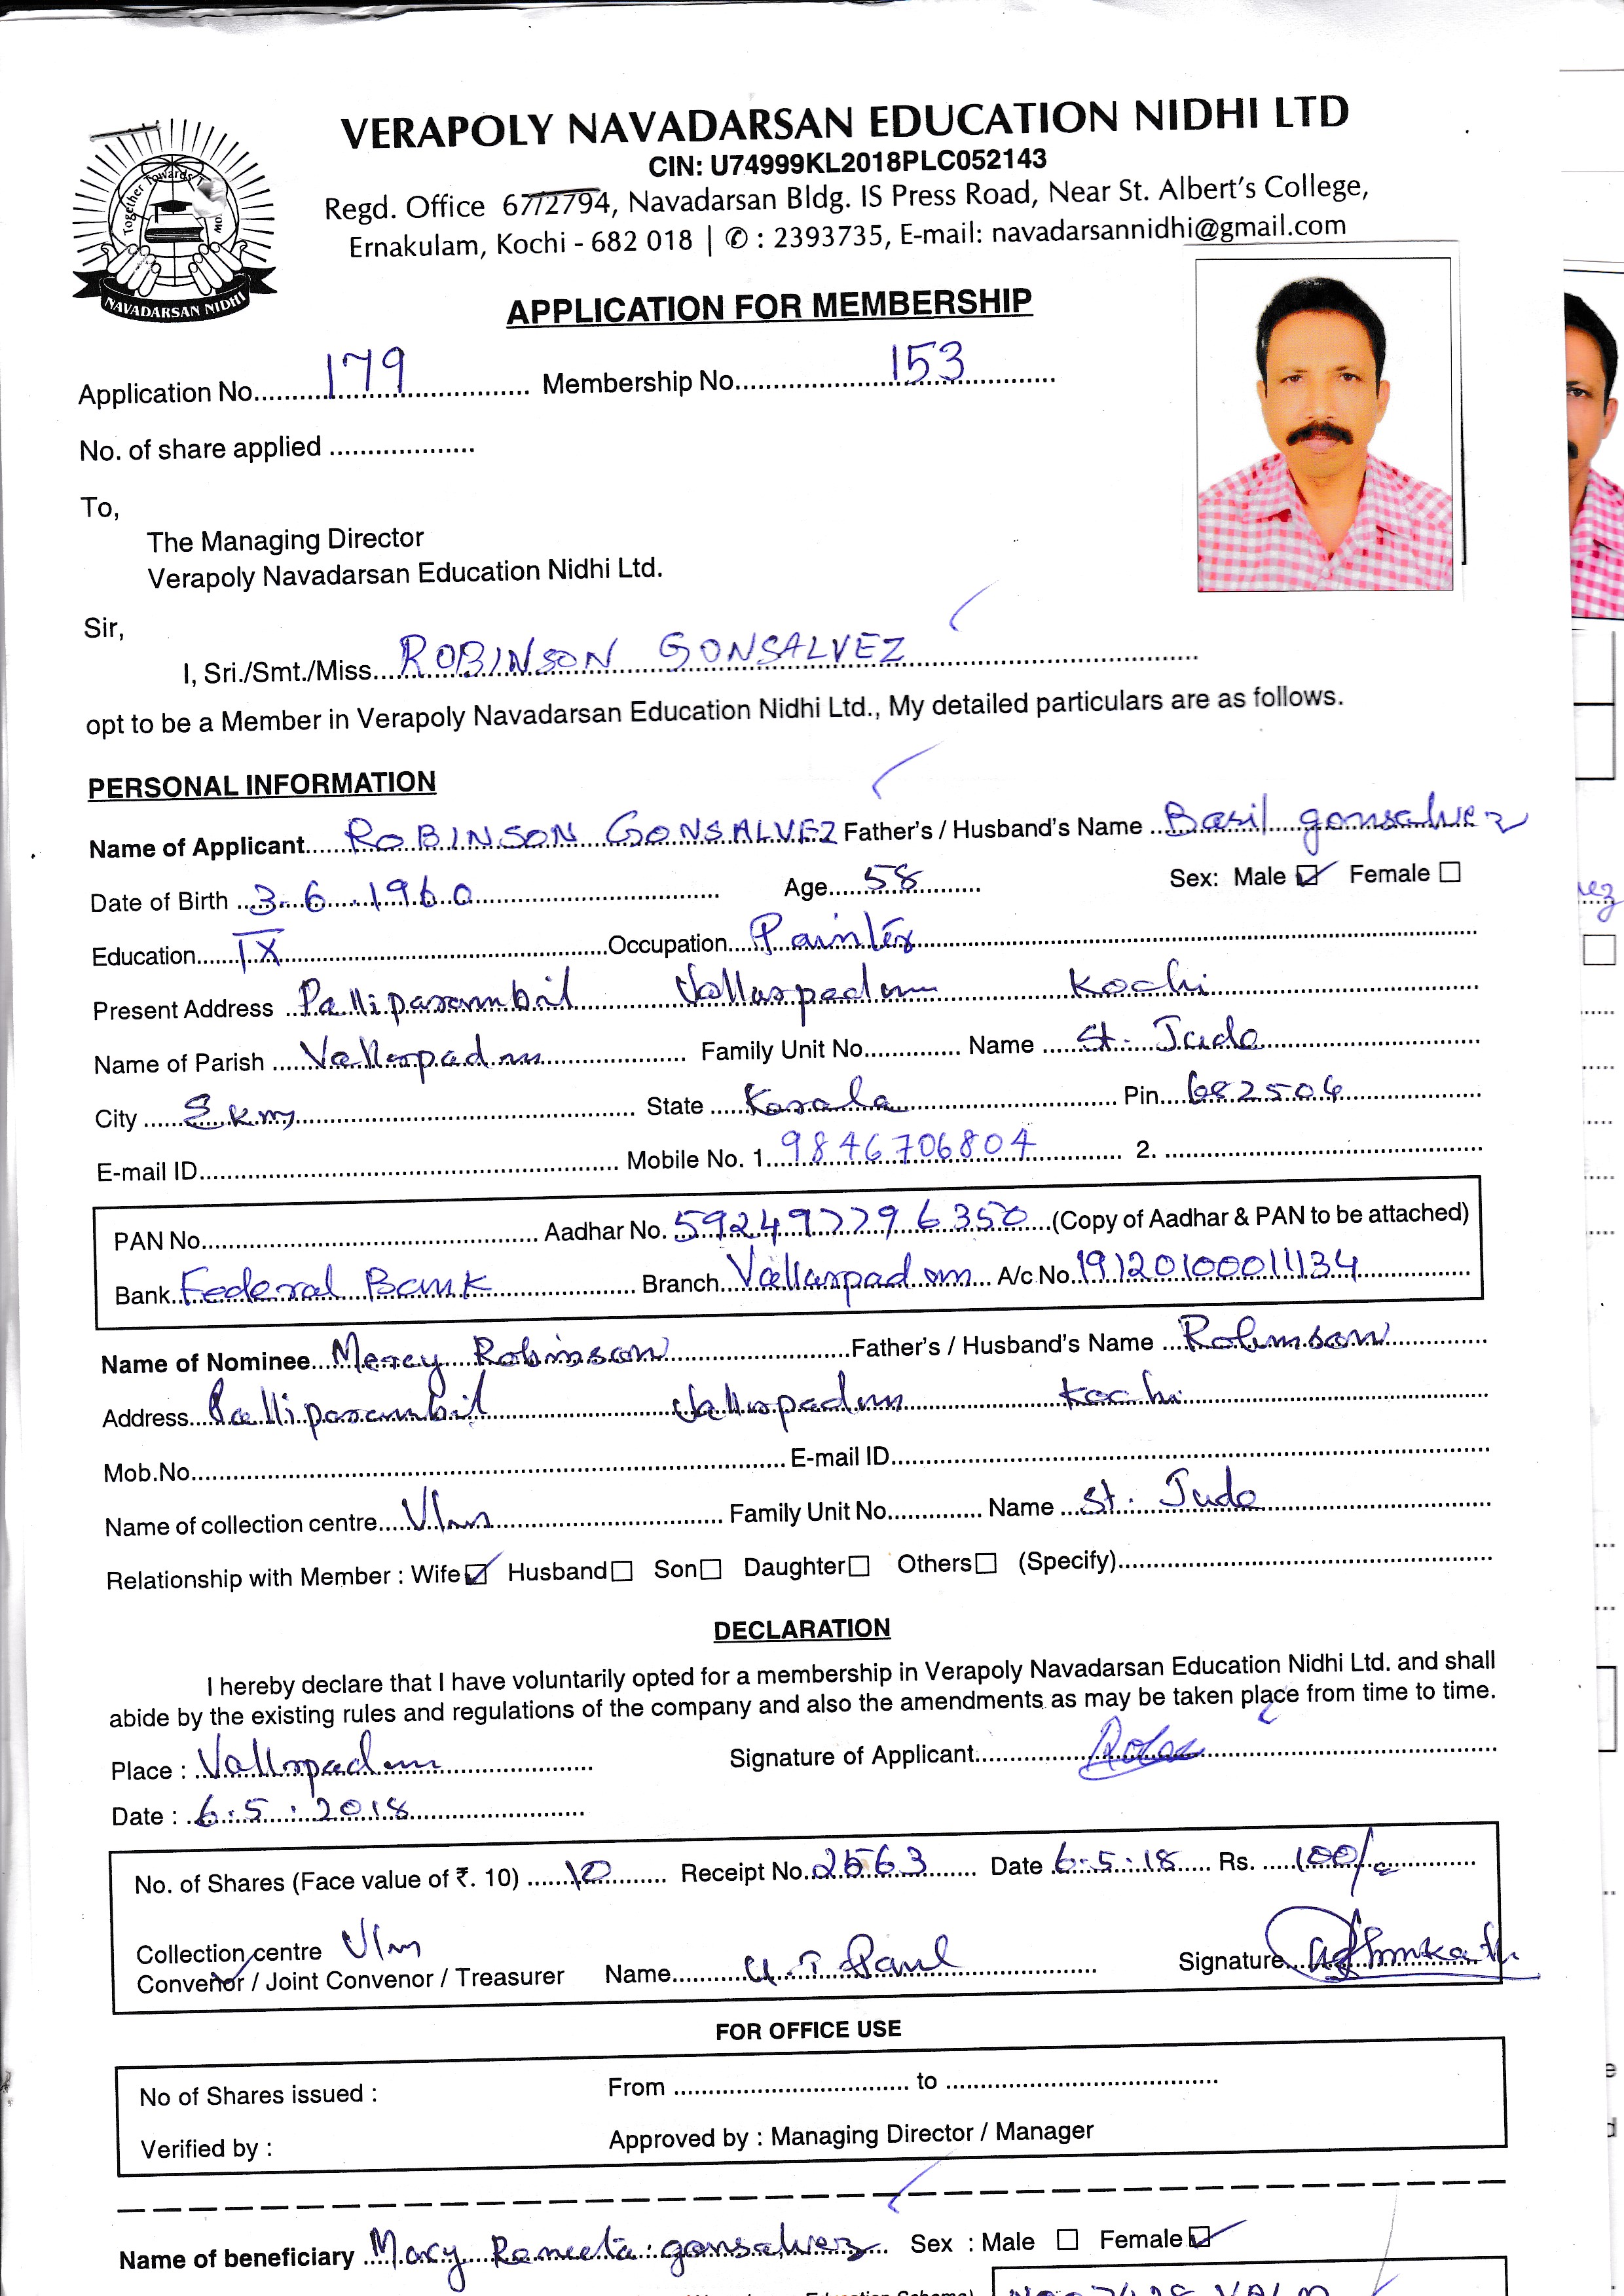 VERAPOLY NAVADARSAN EDUCATION NIDHI LTD
CIN: U74999KL2018PLC052143
Regd. Office 67/2794, Navadarsan Bldg. IS Press Road, Near St. Albert's College,
Ernakulam, Kochi - 682 018 | ✆ : 2393735, E-mail: navadarsannidhi@gmail.com
Together Towards
NAVADARSAN NIDHI
APPLICATION FOR MEMBERSHIP
Application No. 179 Membership No. 153
No. of share applied
To,
The Managing Director
Verapoly Navadarsan Education Nidhi Ltd.
Sir,
I, Sri./Smt./Miss. ROBINSON GONSALVEZ
opt to be a Member in Verapoly Navadarsan Education Nidhi Ltd., My detailed particulars are as follows.
PERSONAL INFORMATION
Name of Applicant ROBINSON GONSALVEZ Father's / Husband's Name Basil gonsalvez
Date of Birth 3-6-1960 Age 58 Sex: Male ☑ Female ☐
Education IX Occupation Painter
Present Address Palliparambil Vallarpadam Kochi
Name of Parish Vallarpadam Family Unit No. Name St. Jude
City Ekm State Kerala Pin 682504
E-mail ID Mobile No. 1. 9846706804 2.
PAN No. Aadhar No. 592497796350 (Copy of Aadhar & PAN to be attached)
Bank Federal Bank Branch Vallarpadam A/c No. 19120100011134
Name of Nominee Mercy Robinson Father's / Husband's Name Robinson
Address Palliparambil Vallarpadam Kochi
Mob.No. E-mail ID
Name of collection centre Vlm Family Unit No. Name St. Jude
Relationship with Member : Wife ☑ Husband ☐ Son ☐ Daughter ☐ Others ☐ (Specify)
DECLARATION
I hereby declare that I have voluntarily opted for a membership in Verapoly Navadarsan Education Nidhi Ltd. and shall
abide by the existing rules and regulations of the company and also the amendments as may be taken place from time to time.
Place : Vallarpadam Signature of Applicant
Date : 6.5.2018
No. of Shares (Face value of ₹. 10) 10 Receipt No. 2563 Date 6.5.18 Rs. 100/-
Collection centre Vlm
Convenor / Joint Convenor / Treasurer Name U.T Paul Signature
FOR OFFICE USE
No of Shares issued : From to
Verified by : Approved by : Managing Director / Manager
Name of beneficiary Mary Raneeta gonsalvez Sex : Male ☐ Female ☑